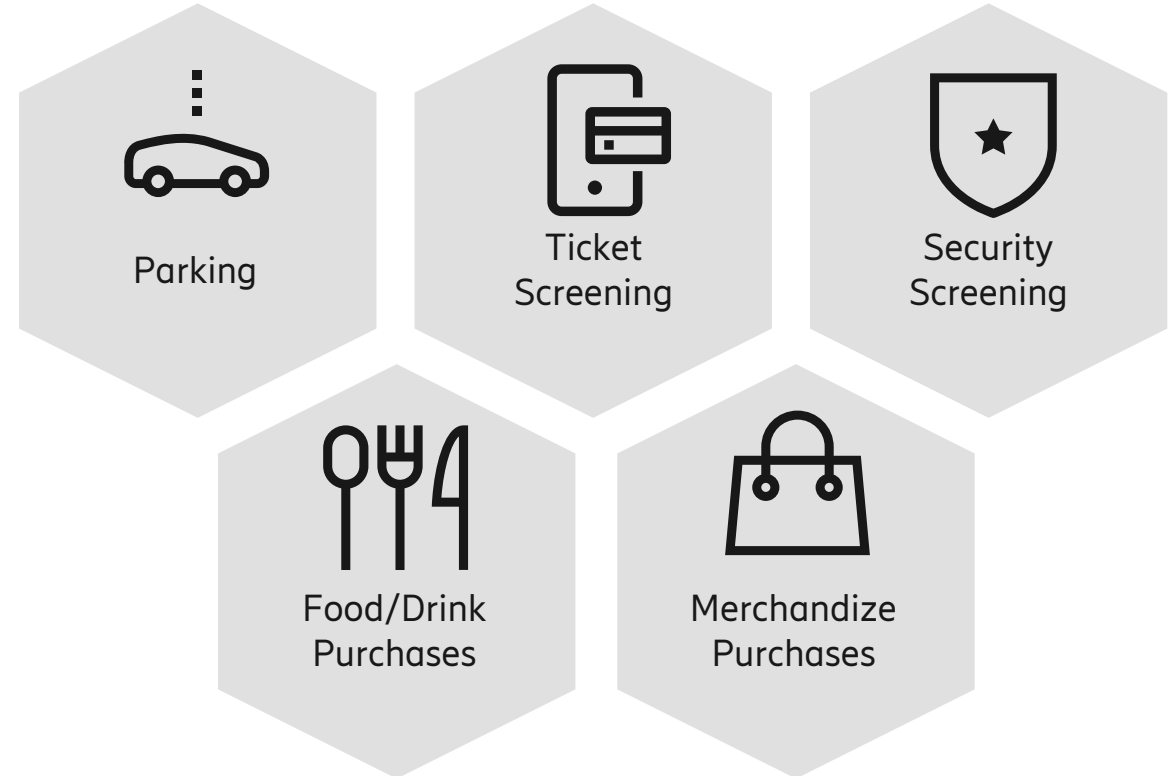 Parking
Ticket
Screening
Security
Screening
Food/Drink
Purchases
Merchandize
Purchases